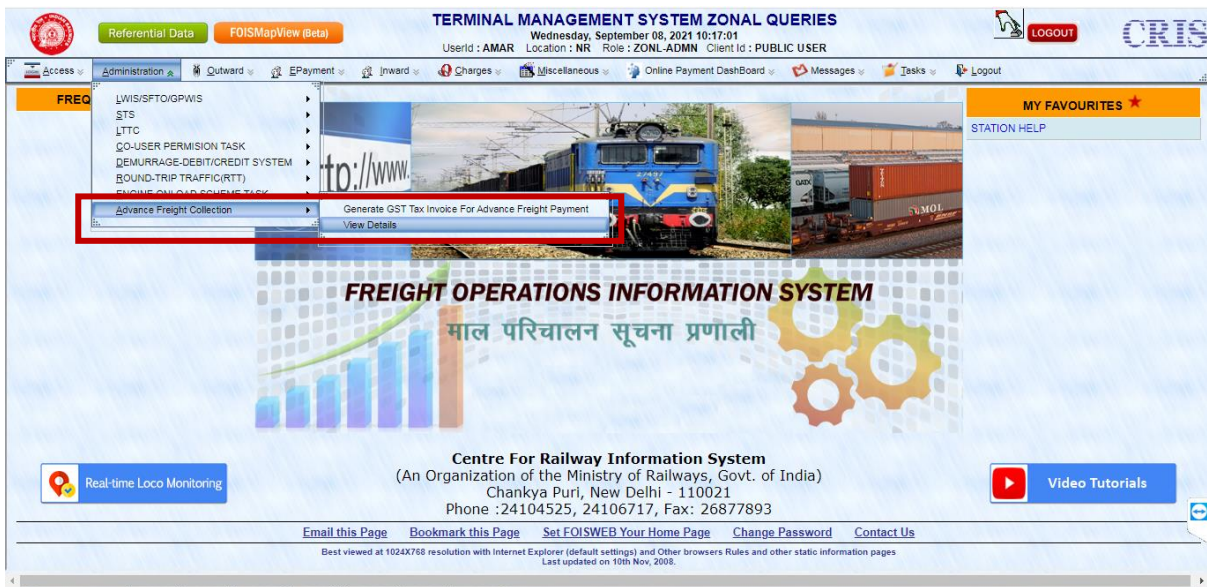 TERMINAL MANAGEMENT SYSTEM ZONAL QUERIES
Referential Data
FOISMapView (Beta)
Wednesday, September 08, 2021 10:17:01
UserId : AMAR Location : NR Role : ZONL-ADMN Client Id : PUBLIC USER
LOGOUT
CRIS
Access Administration Outward EPayment Inward Charges Miscellaneous Online Payment DashBoard Messages Tasks Logout
FREQ
LWIS/SFTO/GPWIS
STS
LTTC
CO-USER PERMISION TASK
DEMURRAGE-DEBIT/CREDIT SYSTEM
ROUND-TRIP TRAFFIC(RTT)
ENGINE ONLOAD SCHEME TASK
Advance Freight Collection
Generate GST Tax Invoice For Advance Freight Payment
View Details
MY FAVOURITES
STATION HELP
tp://www.
27492
GATX
FREIGHT OPERATIONS INFORMATION SYSTEM
माल परिचालन सूचना प्रणाली
Centre For Railway Information System
(An Organization of the Ministry of Railways, Govt. of India)
Chankya Puri, New Delhi - 110021
Phone :24104525, 24106717, Fax: 26877893
Real-time Loco Monitoring
Video Tutorials
Email this Page Bookmark this Page Set FOISWEB Your Home Page Change Password Contact Us
Best viewed at 1024X768 resolution with Internet Explorer (default settings) and Other browsers Rules and other static information pages
Last updated on 10th Nov, 2008.